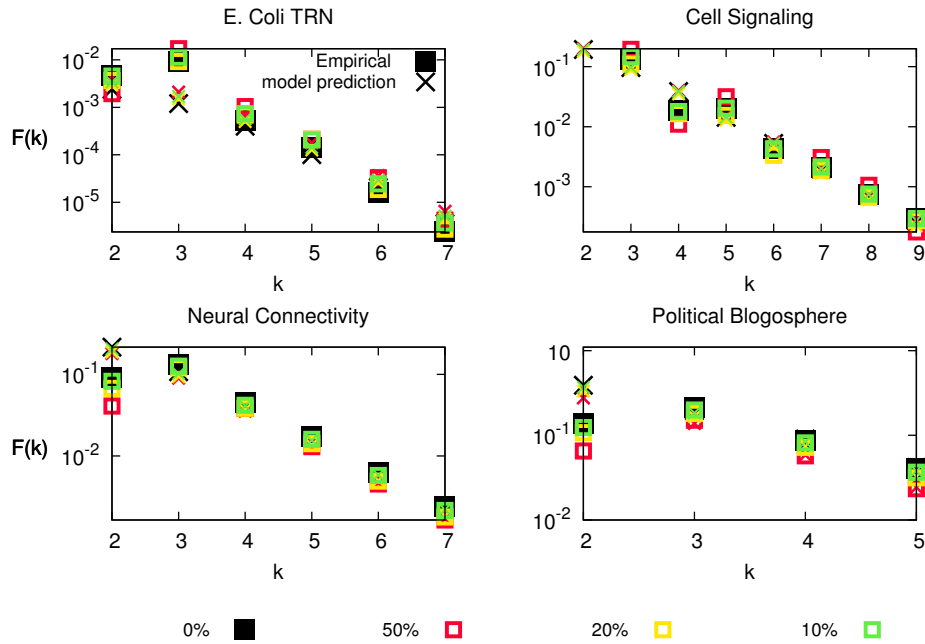 E. Coli TRN
Cell Signaling
10^-2
10^-3
10^-4
10^-5
F(k)
Empirical
model prediction
2 3 4 5 6 7
k
10^-1
10^-2
10^-3
2 3 4 5 6 7 8 9
k
Neural Connectivity
Political Blogosphere
10^-1
10^-2
F(k)
2 3 4 5 6 7
k
10
10^-1
10^-2
2 3 4 5
k
0% 50% 20% 10%